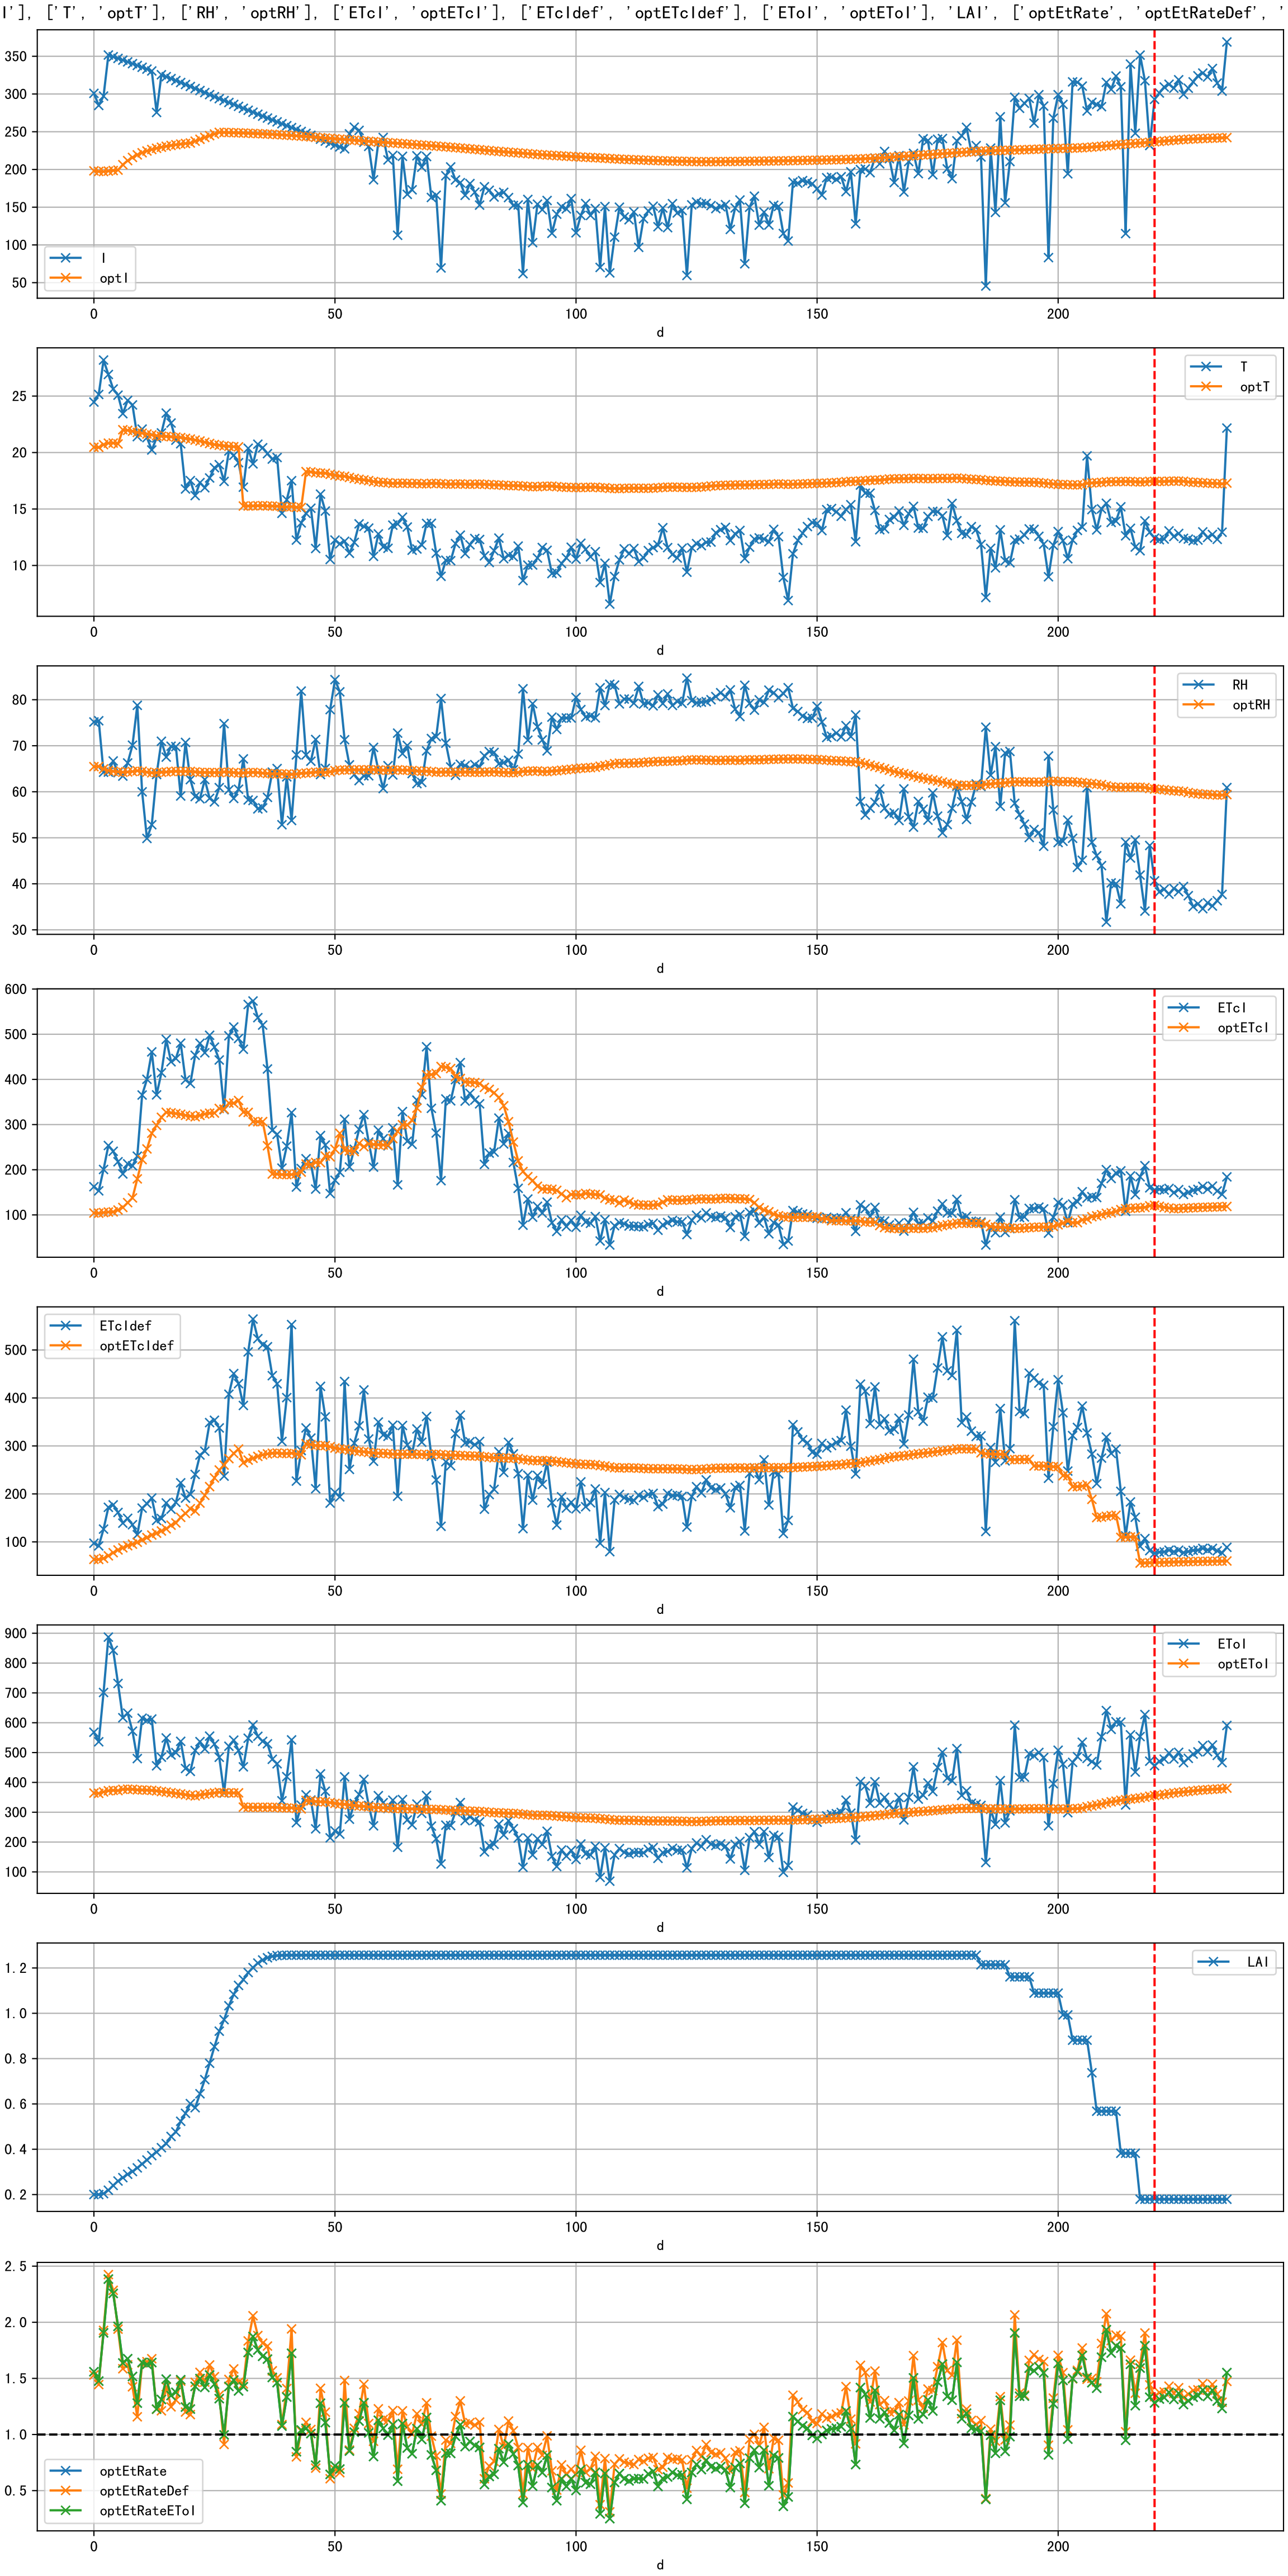 I'], ['T', 'optT'], ['RH', 'optRH'], ['ETcI', 'optETcI'], ['ETcIdef', 'optETcIdef'], ['EToI', 'optEToI'], 'LAI', ['optEtRate', 'optEtRateDef', '
350
300
250
200
150
100
50
I
optI
0 50 100 150 200
d
25
20
15
10
T
optT
0 50 100 150 200
d
80
70
60
50
40
30
RH
optRH
0 50 100 150 200
d
600
500
400
300
200
100
ETcI
optETcI
0 50 100 150 200
d
500
400
300
200
100
ETcIdef
optETcIdef
0 50 100 150 200
d
900
800
700
600
500
400
300
200
100
EToI
optEToI
0 50 100 150 200
d
1.2
1.0
0.8
0.6
0.4
0.2
LAI
0 50 100 150 200
d
2.5
2.0
1.5
1.0
0.5
optEtRate
optEtRateDef
optEtRateEToI
0 50 100 150 200
d